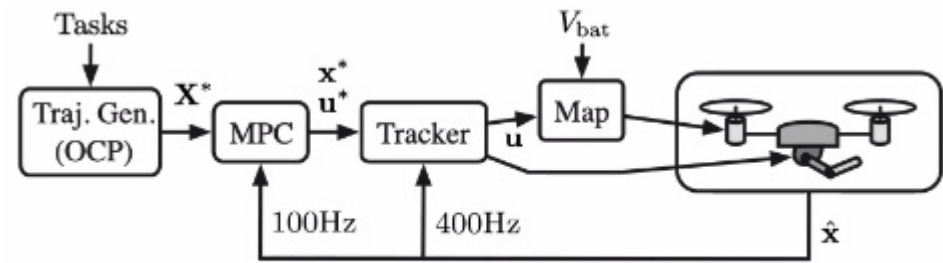 Tasks
Traj. Gen.
(OCP)
X*
MPC
x*
u*
Tracker
u
V_bat
Map
100Hz
400Hz
x̂